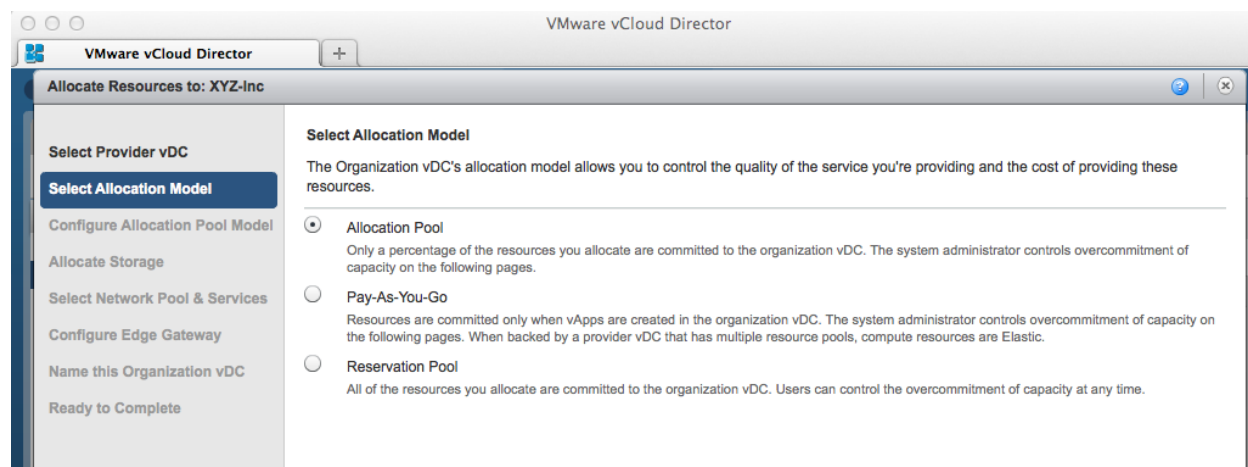 VMware vCloud Director
VMware vCloud Director
Allocate Resources to: XYZ-Inc
Select Provider vDC
Select Allocation Model
Configure Allocation Pool Model
Allocate Storage
Select Network Pool & Services
Configure Edge Gateway
Name this Organization vDC
Ready to Complete
Select Allocation Model
The Organization vDC's allocation model allows you to control the quality of the service you're providing and the cost of providing these
resources.
Allocation Pool
Only a percentage of the resources you allocate are committed to the organization vDC. The system administrator controls overcommitment of
capacity on the following pages.
Pay-As-You-Go
Resources are committed only when vApps are created in the organization vDC. The system administrator controls overcommitment of capacity on
the following pages. When backed by a provider vDC that has multiple resource pools, compute resources are Elastic.
Reservation Pool
All of the resources you allocate are committed to the organization vDC. Users can control the overcommitment of capacity at any time.